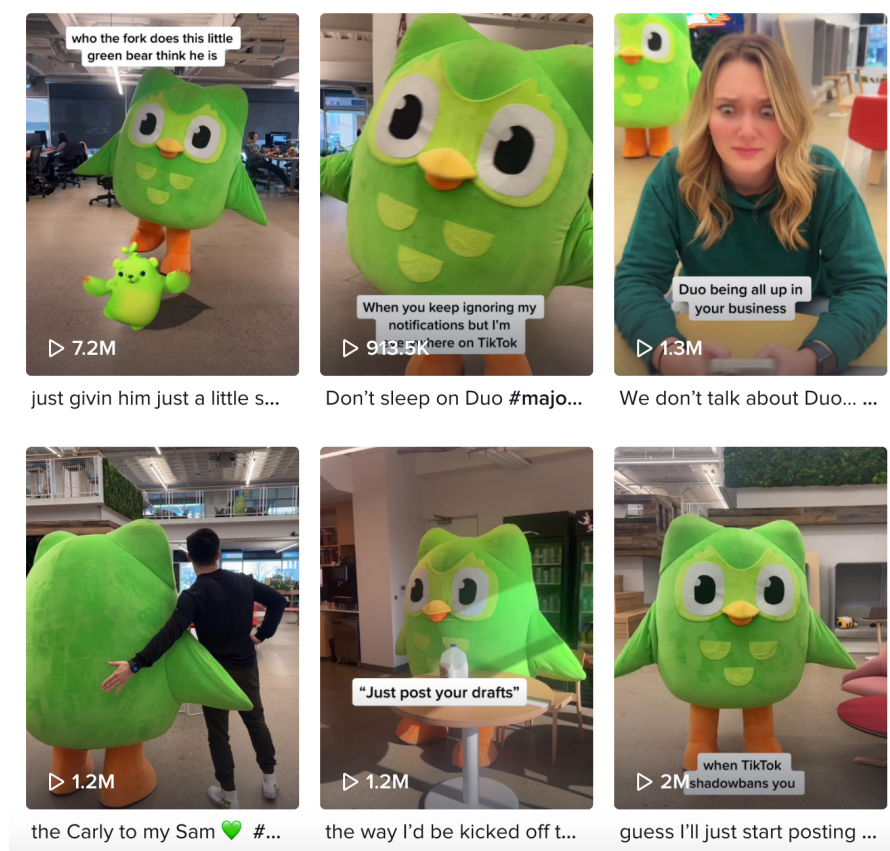 who the fork does this little
green bear think he is
7.2M
just givin him just a little s...
When you keep ignoring my
notifications but I'm
on TikTok
913.5K
Don't sleep on Duo #majo...
Duo being all up in
your business
1.3M
We don't talk about Duo... ...
1.2M
the Carly to my Sam 💚 #...
"Just post your drafts"
1.2M
the way I'd be kicked off t...
when TikTok
shadowbans you
2M
guess I'll just start posting ...